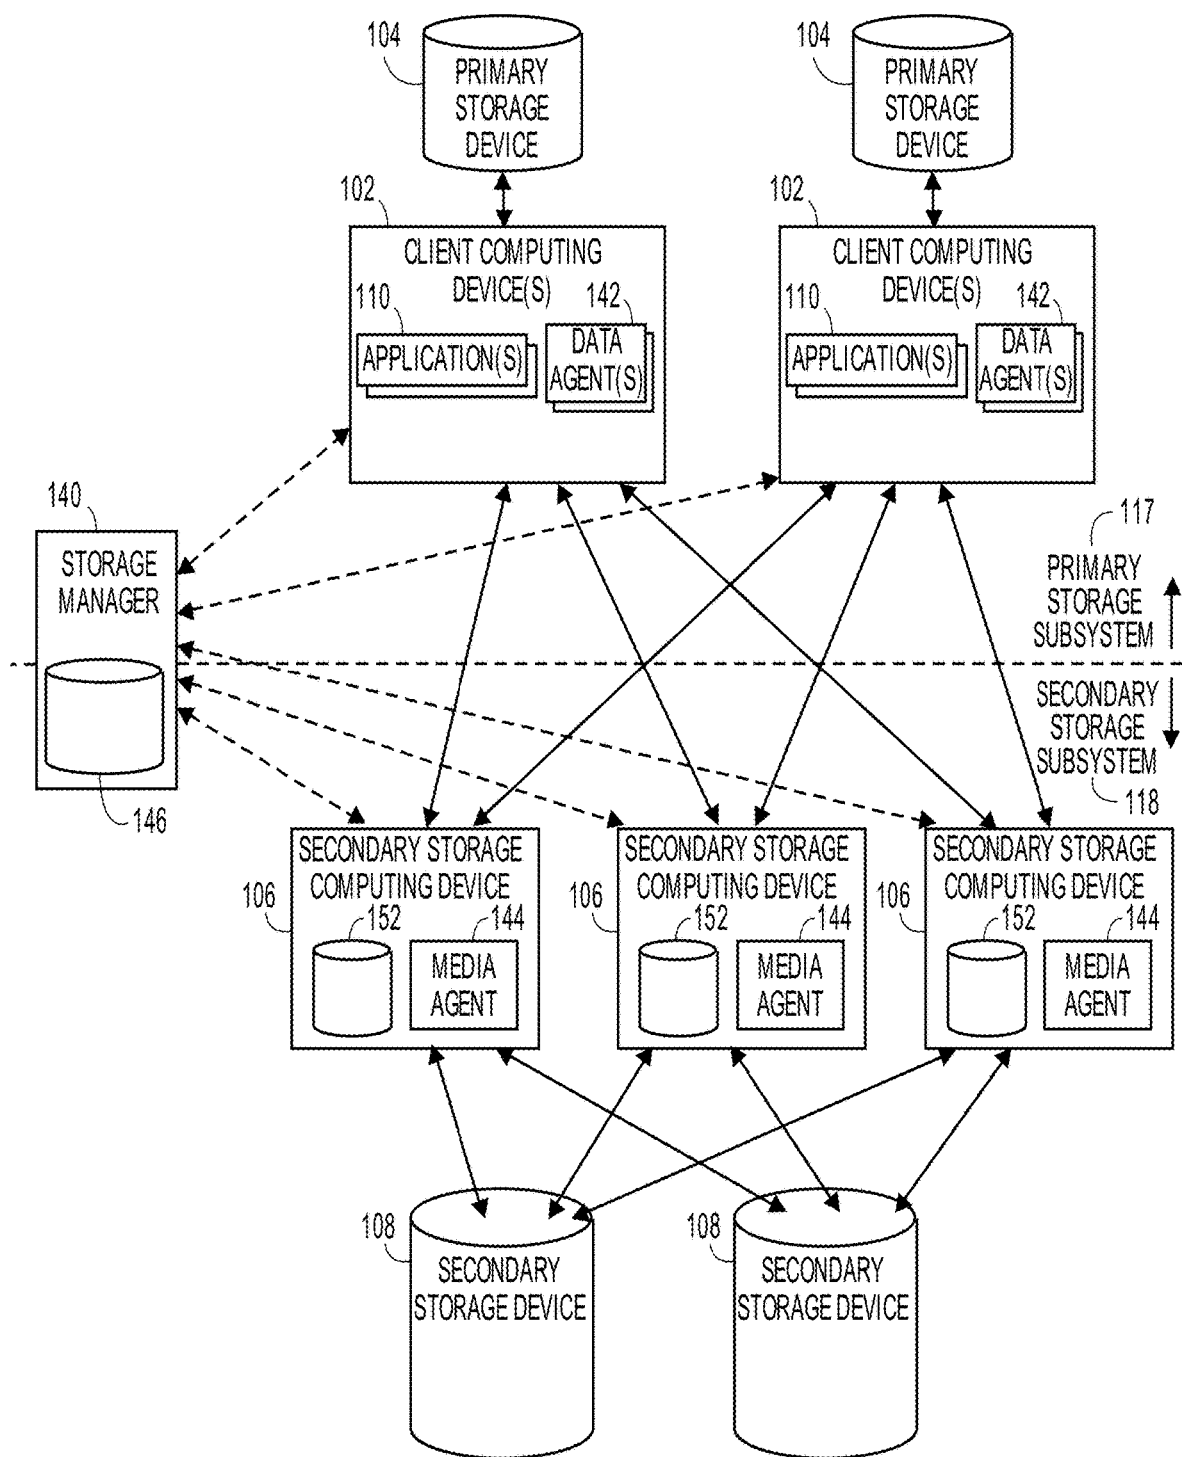 104
PRIMARY
STORAGE
DEVICE
104
PRIMARY
STORAGE
DEVICE
102
CLIENT COMPUTING
DEVICE(S)
110
142
APPLICATION(S)
DATA
AGENT(S)
102
CLIENT COMPUTING
DEVICE(S)
110
142
APPLICATION(S)
DATA
AGENT(S)
140
STORAGE
MANAGER
146
117
PRIMARY
STORAGE
SUBSYSTEM
SECONDARY
STORAGE
SUBSYSTEM
118
SECONDARY STORAGE
COMPUTING DEVICE
106
152
144
MEDIA
AGENT
SECONDARY STORAGE
COMPUTING DEVICE
106
152
144
MEDIA
AGENT
SECONDARY STORAGE
COMPUTING DEVICE
106
152
144
MEDIA
AGENT
108
SECONDARY
STORAGE DEVICE
108
SECONDARY
STORAGE DEVICE